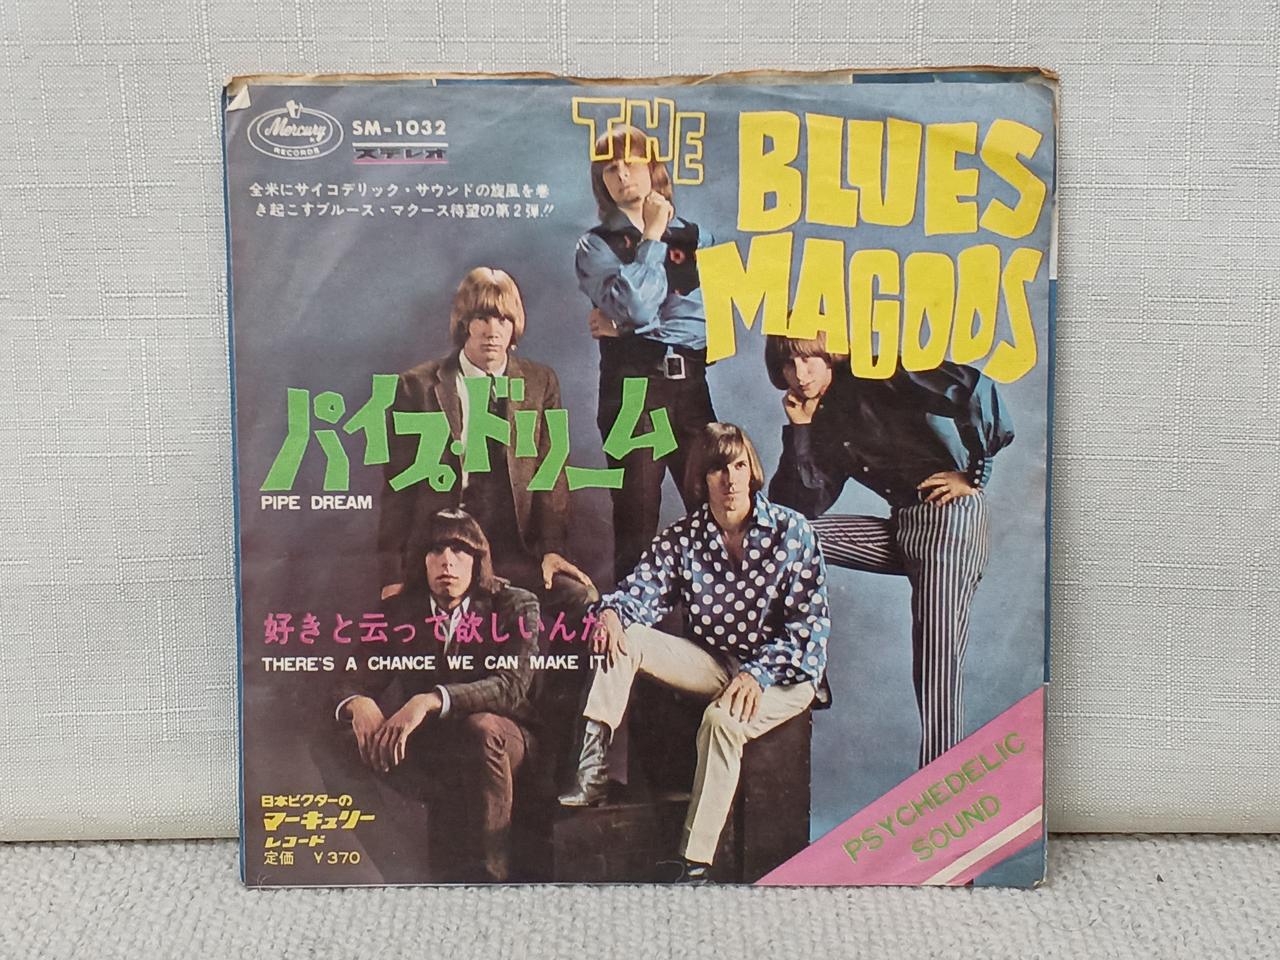 Mercury
RECORDS
SM-1032
ステレオ
全米にサイコデリック・サウンドの旋風を巻
き起こすブルース・マグース待望の第2弾!!
THE BLUES
MAGOOS
パイプ・ドリーム
PIPE DREAM
好きと云って欲しいんだ
THERE'S A CHANCE WE CAN MAKE IT
日本ビクターの
マーキュリー
レコード
定価 ¥370
PSYCHEDELIC
SOUND